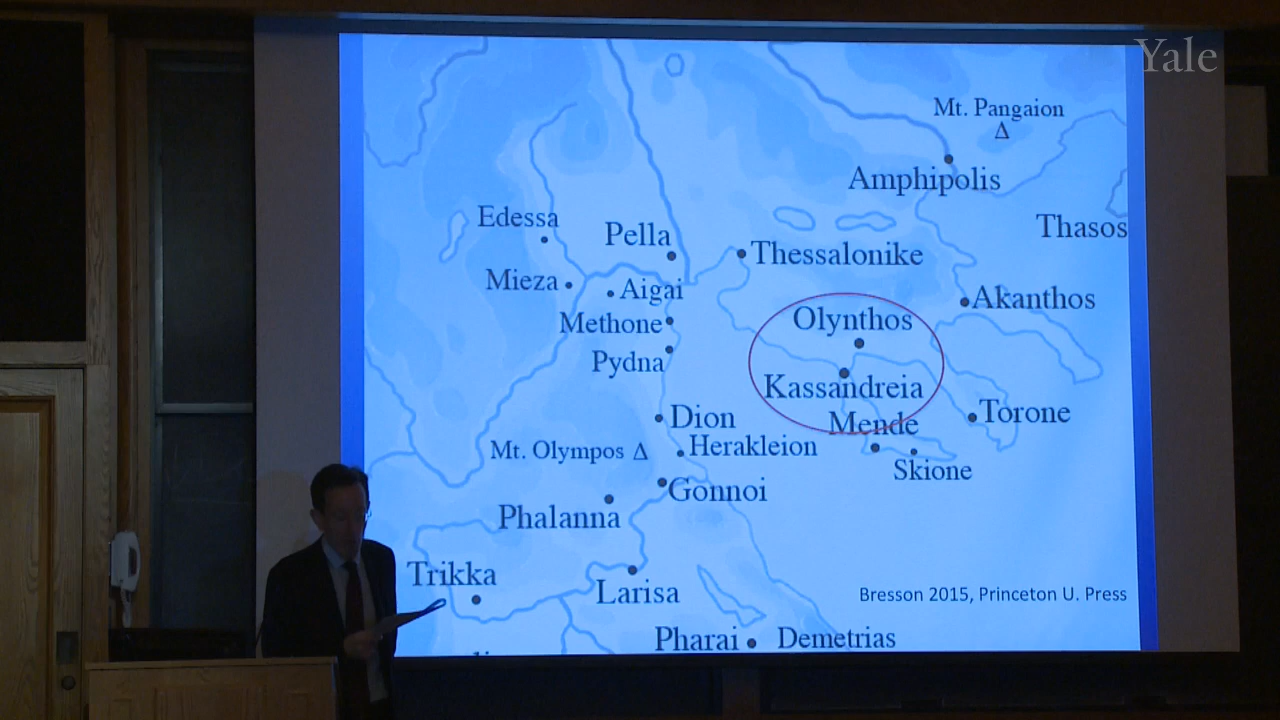 Yale
Mt. Pangaion
Δ
Amphipolis
Edessa
Pella
Thasos
Thessalonike
Mieza
Aigai
Akanthos
Methone
Olynthos
Pydna
Kassandreia
Dion
Mende
Torone
Mt. Olympos Δ
Herakleion
Skione
Gonnoi
Phalanna
Trikka
Larisa
Bresson 2015, Princeton U. Press
Pharai
Demetrias